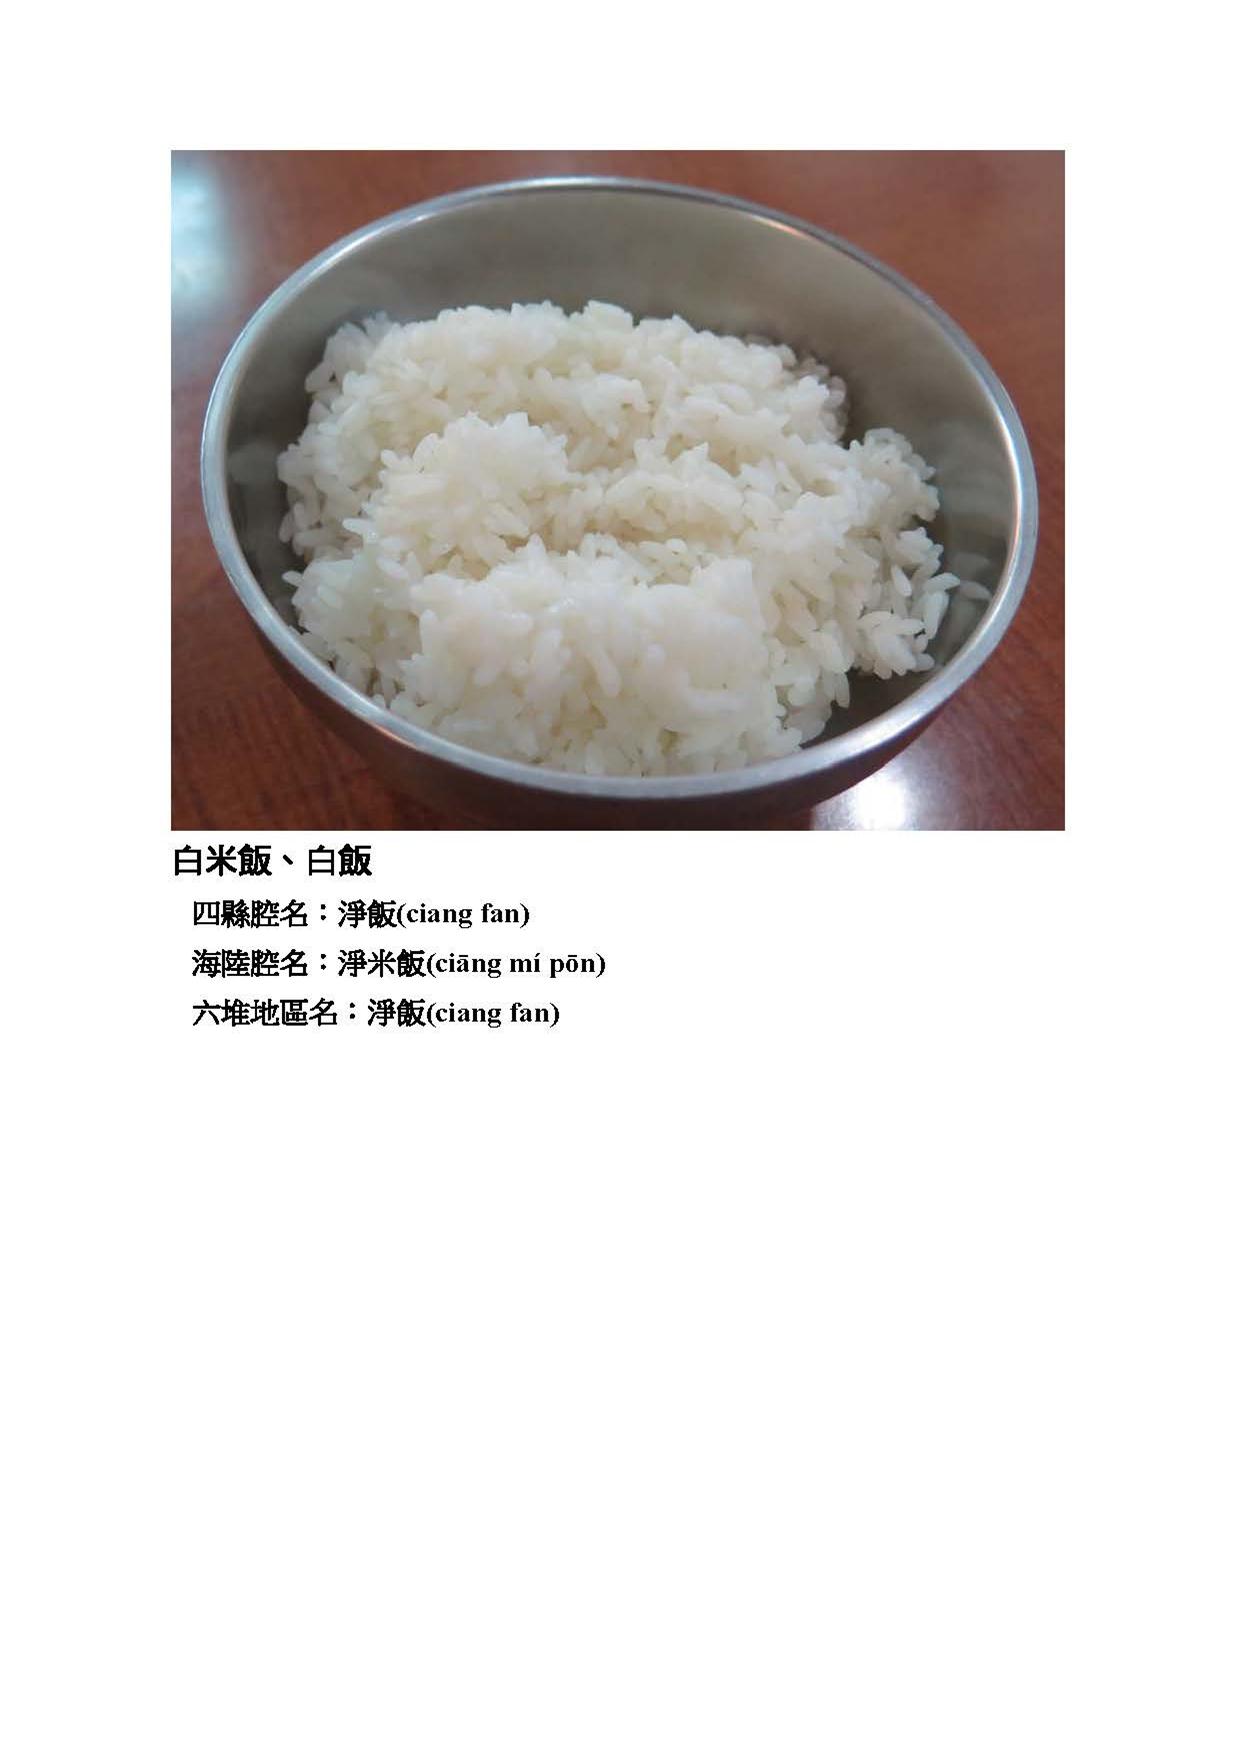 白米飯、白飯
四縣腔名：淨飯(ciang fan)
海陸腔名：淨米飯(ciāng mí pōn)
六堆地區名：淨飯(ciang fan)